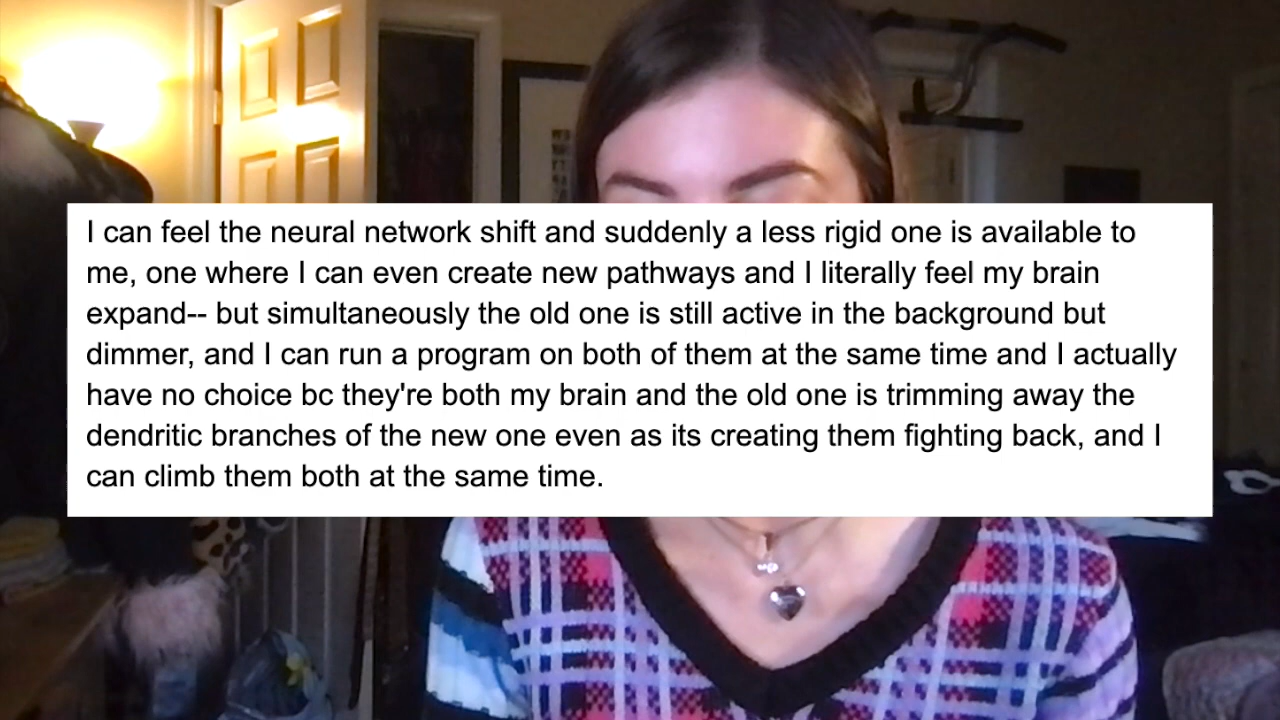 I can feel the neural network shift and suddenly a less rigid one is available to
me, one where I can even create new pathways and I literally feel my brain
expand-- but simultaneously the old one is still active in the background but
dimmer, and I can run a program on both of them at the same time and I actually
have no choice bc they're both my brain and the old one is trimming away the
dendritic branches of the new one even as its creating them fighting back, and I
can climb them both at the same time.